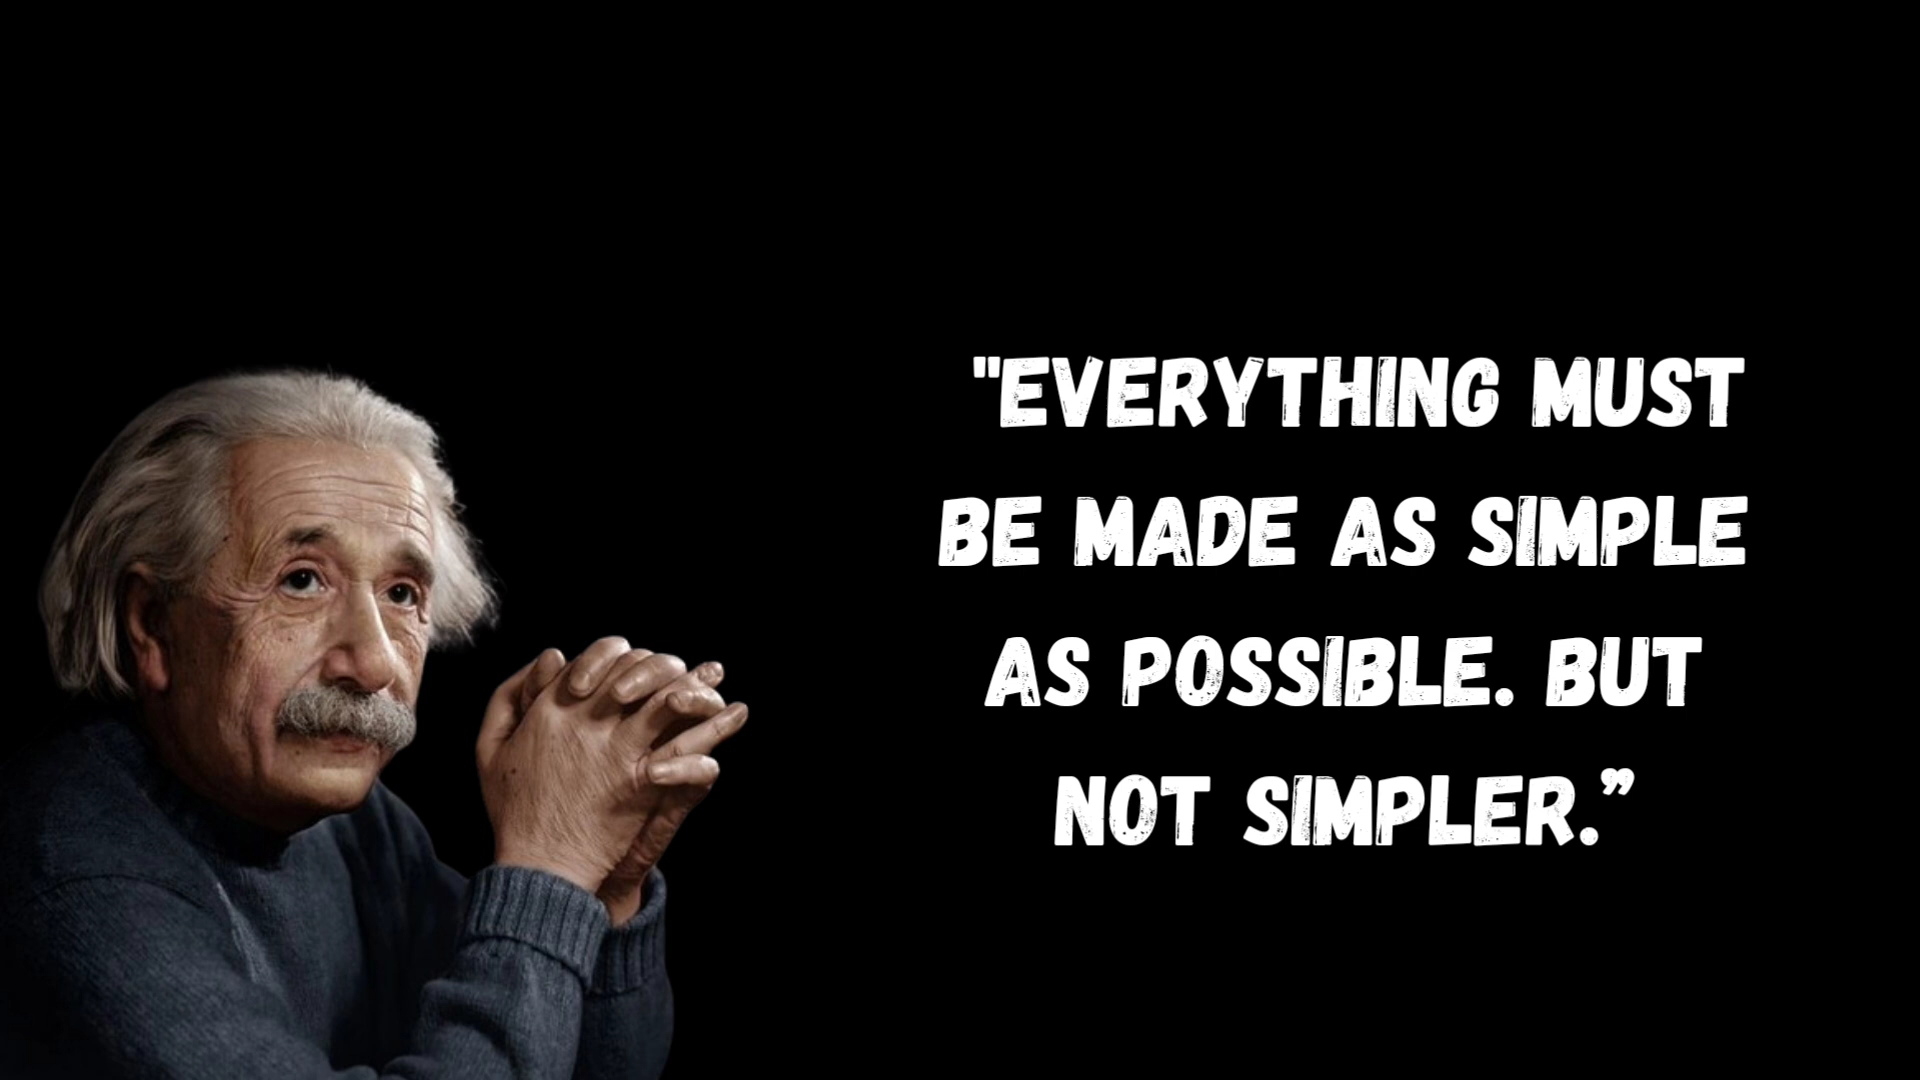 "EVERYTHING MUST
BE MADE AS SIMPLE
AS POSSIBLE. BUT
NOT SIMPLER.”